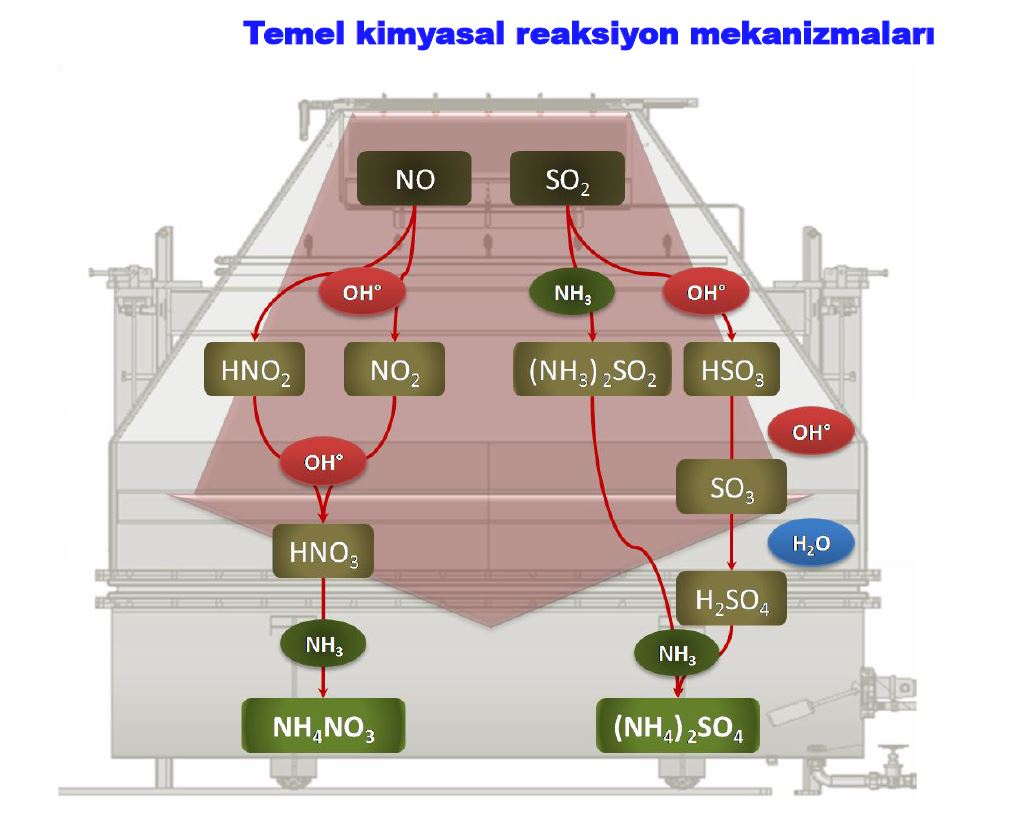 Temel kimyasal reaksiyon mekanizmaları
NO SO₂
OH° NH₃ OH°
HNO₂ NO₂ (NH₃)₂SO₂ HSO₃
OH°
OH° SO₃
H₂O
HNO₃
H₂SO₄
NH₃ NH₃
NH₄NO₃ (NH₄)₂SO₄